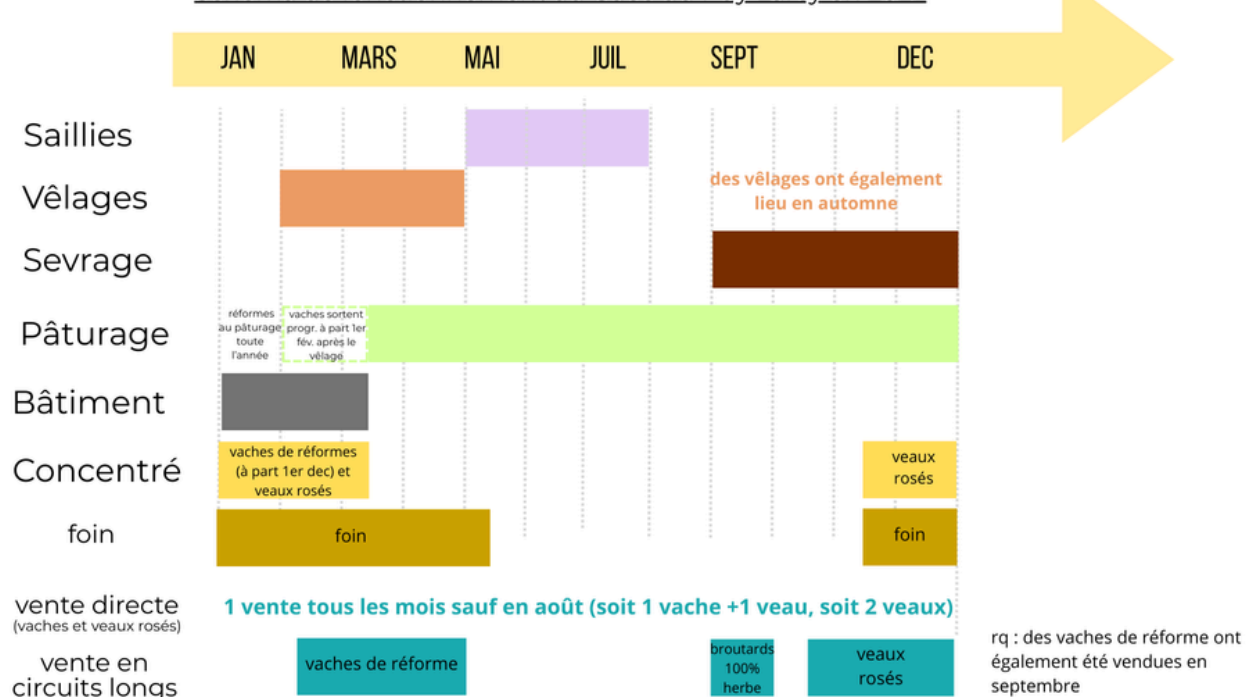 JAN MARS MAI JUIL SEPT DEC
Saillies
Vêlages
des vêlages ont également
lieu en automne
Sevrage
Pâturage
réformes
au pâturage
toute
l'année
vaches sortent
progr. à part 1er
fév. après le
vêlage
Bâtiment
Concentré
vaches de réformes
(à part 1er dec) et
veaux rosés
veaux
rosés
foin
foin
foin
vente directe
(vaches et veaux rosés)
1 vente tous les mois sauf en août (soit 1 vache +1 veau, soit 2 veaux)
vente en
circuits longs
vaches de réforme
broutards
100%
herbe
veaux
rosés
rq : des vaches de réforme ont
également été vendues en
septembre